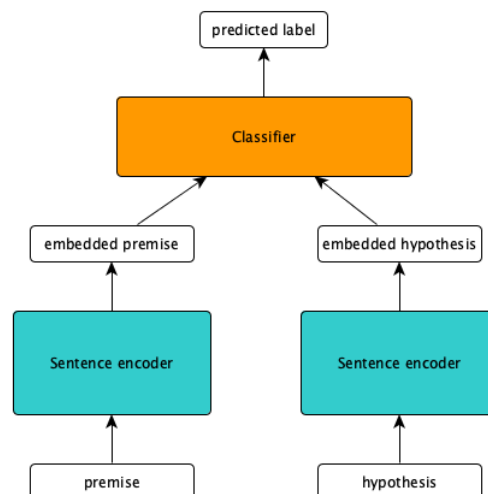 predicted label
Classifier
embedded premise
embedded hypothesis
Sentence encoder
Sentence encoder
premise
hypothesis